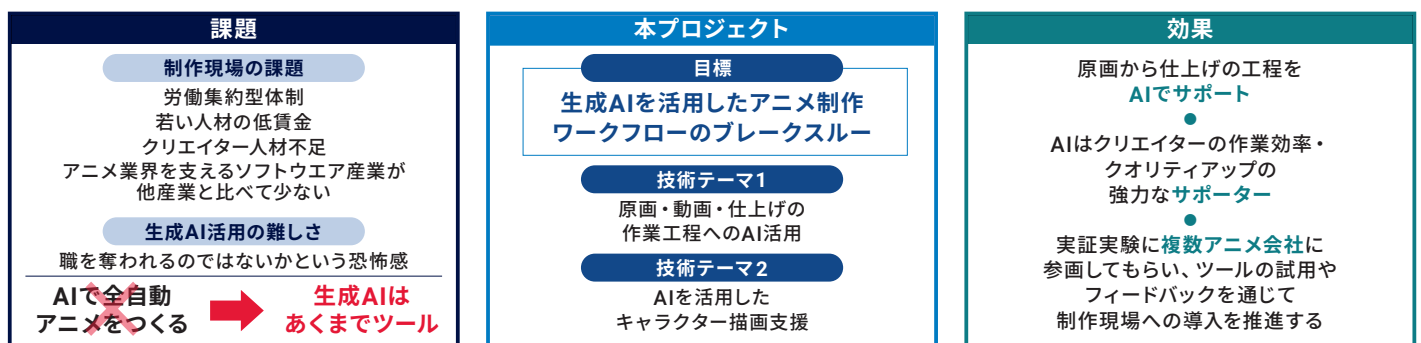 課題
制作現場の課題
労働集約型体制
若い人材の低賃金
クリエイター人材不足
アニメ業界を支えるソフトウエア産業が
他産業と比べて少ない
生成AI活用の難しさ
職を奪われるのではないかという恐怖感
AIで全自動
アニメをつくる
生成AIは
あくまでツール
本プロジェクト
目標
生成AIを活用したアニメ制作
ワークフローのブレークスルー
技術テーマ1
原画・動画・仕上げの
作業工程へのAI活用
技術テーマ2
AIを活用した
キャラクター描画支援
効果
原画から仕上げの工程を
AIでサポート
●
AIはクリエイターの作業効率・
クオリティアップの
強力なサポーター
●
実証実験に複数アニメ会社に
参画してもらい、ツールの試用や
フィードバックを通じて
制作現場への導入を推進する